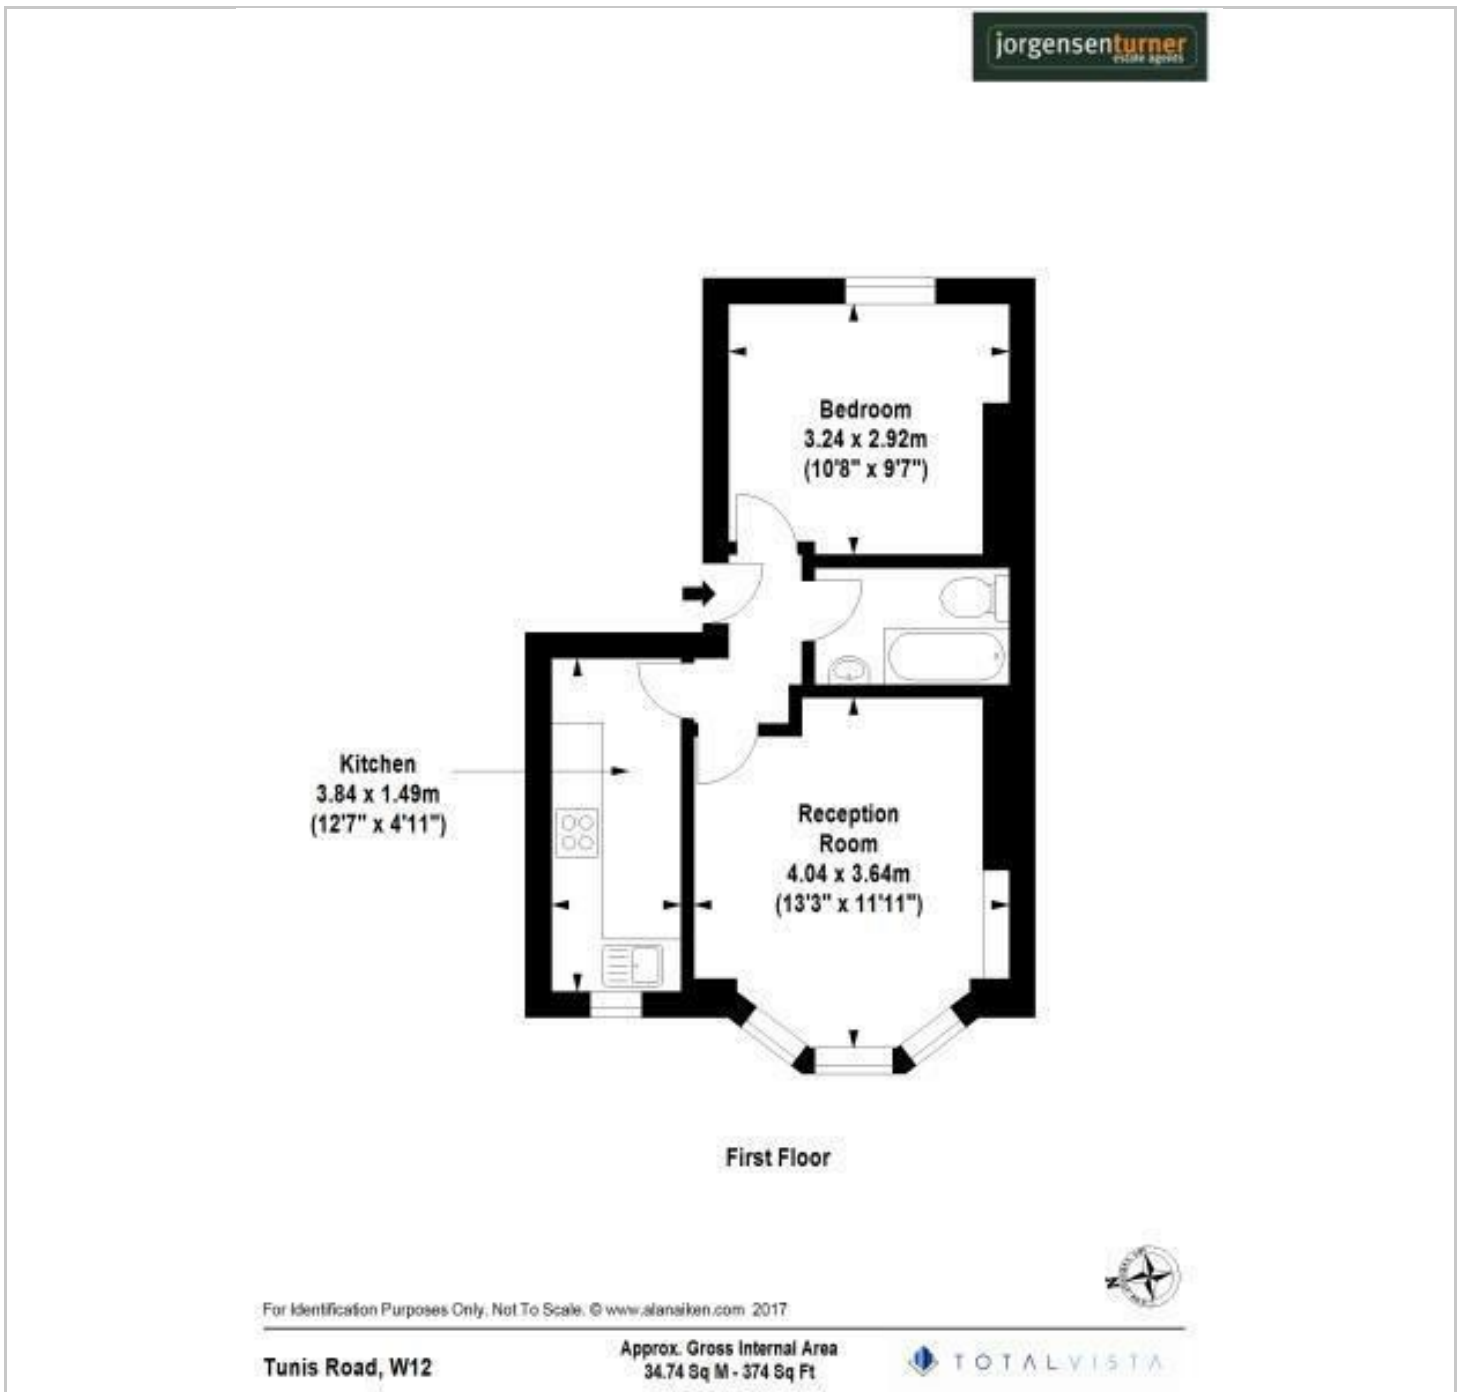 jorgensenturner
estate agents
Bedroom
3.24 x 2.92m
(10'8" x 9'7")
Kitchen
3.84 x 1.49m
(12'7" x 4'11")
Reception
Room
4.04 x 3.64m
(13'3" x 11'11")
First Floor
N
For Identification Purposes Only. Not To Scale. © www.alanaiken.com 2017
Tunis Road, W12
Approx. Gross Internal Area
34.74 Sq M - 374 Sq Ft
TOTALVISTA